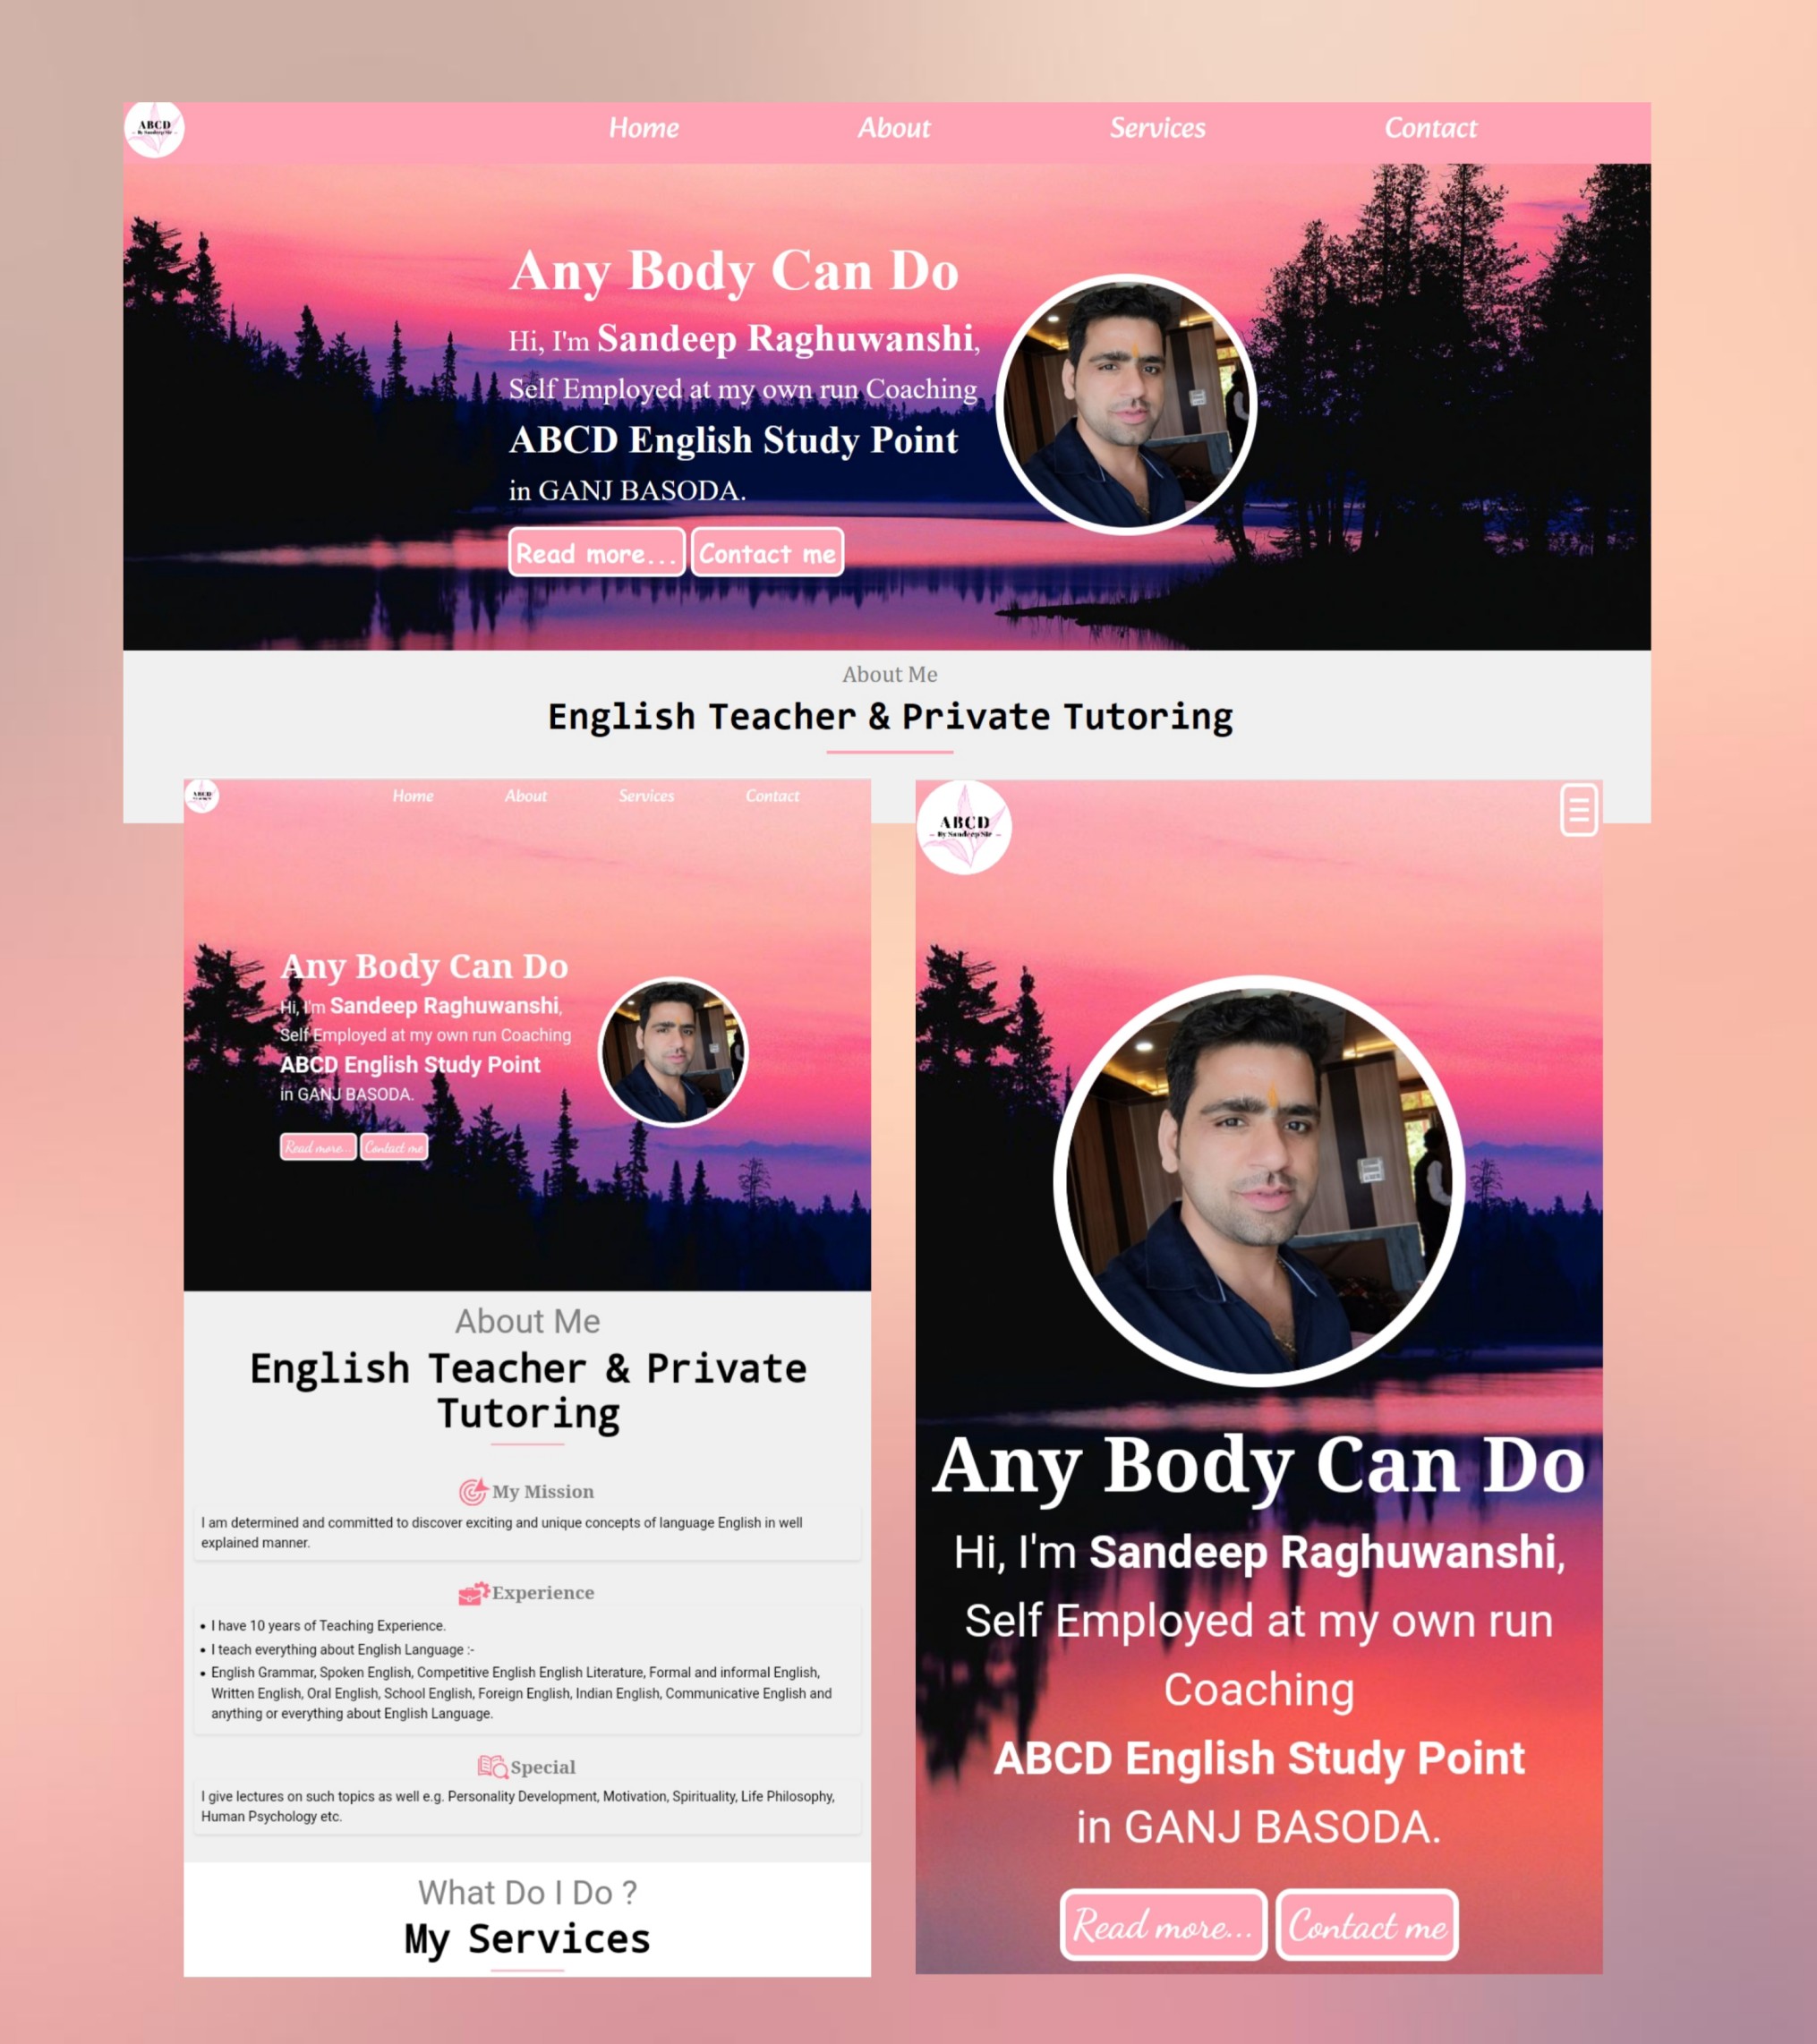 ABCD
- By Sandeep Sir -
Home
About
Services
Contact
Any Body Can Do
Hi, I'm Sandeep Raghuwanshi,
Self Employed at my own run Coaching
ABCD English Study Point
in GANJ BASODA.
Read more...
Contact me
About Me
English Teacher & Private Tutoring
ABCD
Home
About
Services
Contact
Any Body Can Do
Hi, I'm Sandeep Raghuwanshi,
Self Employed at my own run Coaching
ABCD English Study Point
in GANJ BASODA.
Read more...
Contact me
About Me
English Teacher & Private
Tutoring
My Mission
I am determined and committed to discover exciting and unique concepts of language English in well
explained manner.
Experience
• I have 10 years of Teaching Experience.
• I teach everything about English Language :-
• English Grammar, Spoken English, Competitive English English Literature, Formal and informal English,
Written English, Oral English, School English, Foreign English, Indian English, Communicative English and
anything or everything about English Language.
Special
I give lectures on such topics as well e.g. Personality Development, Motivation, Spirituality, Life Philosophy,
Human Psychology etc.
What Do I Do ?
My Services
ABCD
- By Sandeep Sir -
Any Body Can Do
Hi, I'm Sandeep Raghuwanshi,
Self Employed at my own run
Coaching
ABCD English Study Point
in GANJ BASODA.
Read more...
Contact me